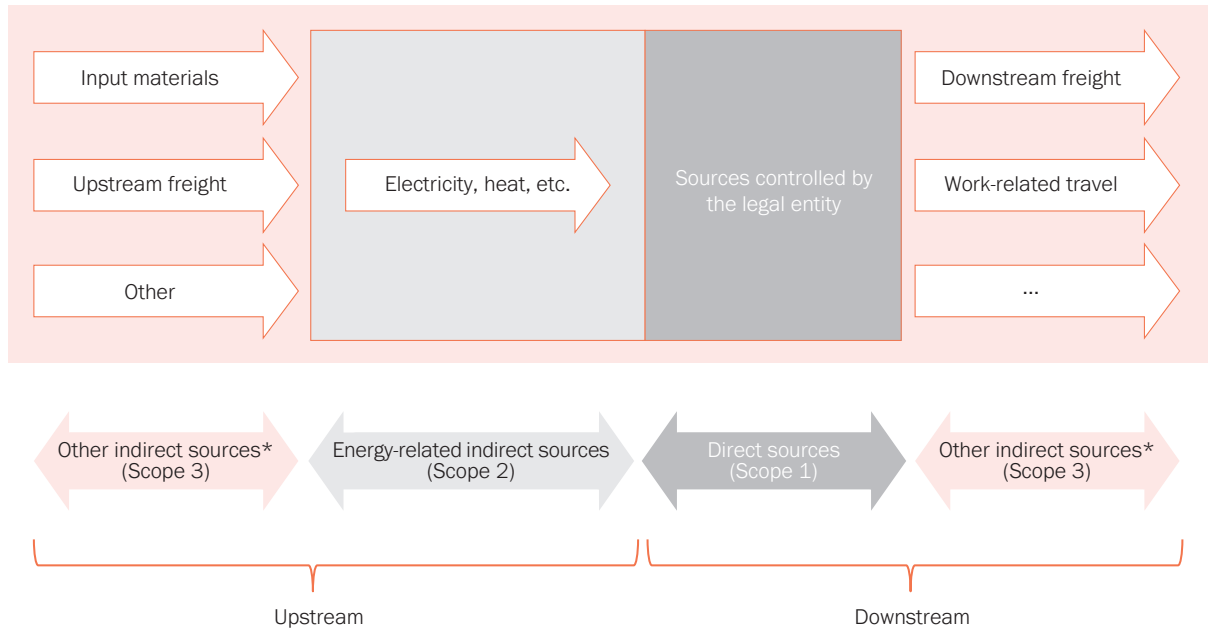 Input materials
Upstream freight
Other
Electricity, heat, etc.
Sources controlled by
the legal entity
Downstream freight
Work-related travel
...
Other indirect sources*
(Scope 3)
Energy-related indirect sources
(Scope 2)
Direct sources
(Scope 1)
Other indirect sources*
(Scope 3)
Upstream
Downstream